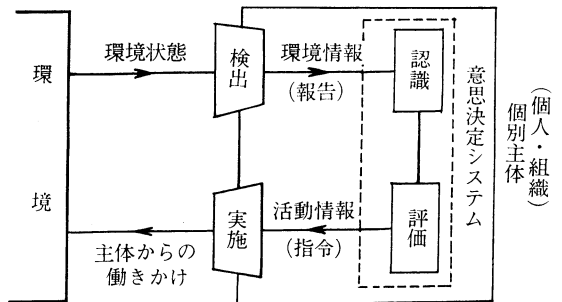 環境
環境状態
検出
環境情報
(報告)
認識
意思決定システム
個別主体
(個人・組織)
主体からの
働きかけ
実施
活動情報
(指令)
評価